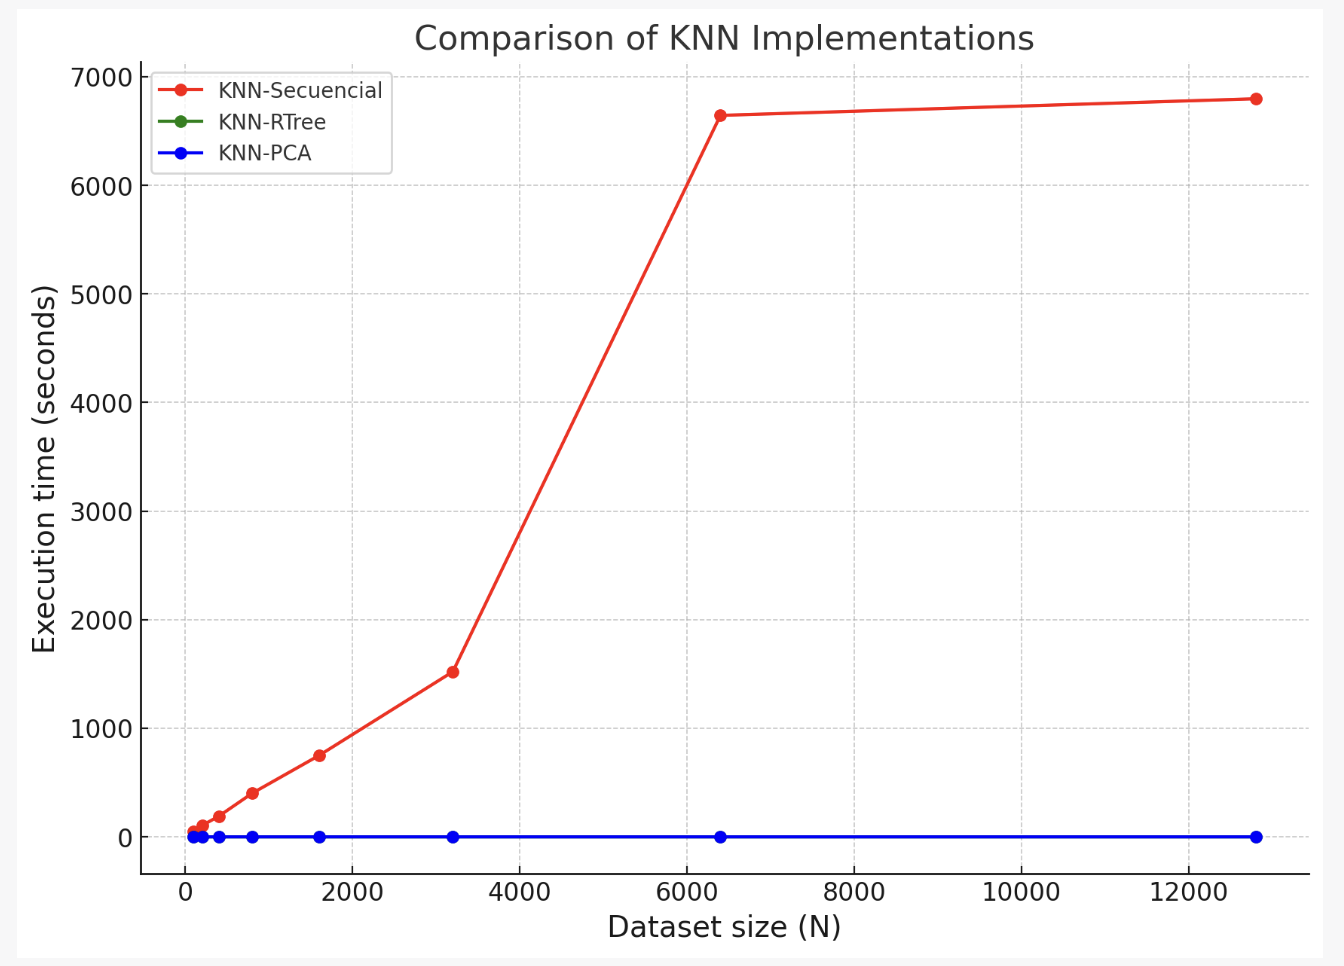 Comparison of KNN Implementations
KNN-Secuencial
KNN-RTree
KNN-PCA
Execution time (seconds)
7000
6000
5000
4000
3000
2000
1000
0
0 2000 4000 6000 8000 10000 12000
Dataset size (N)